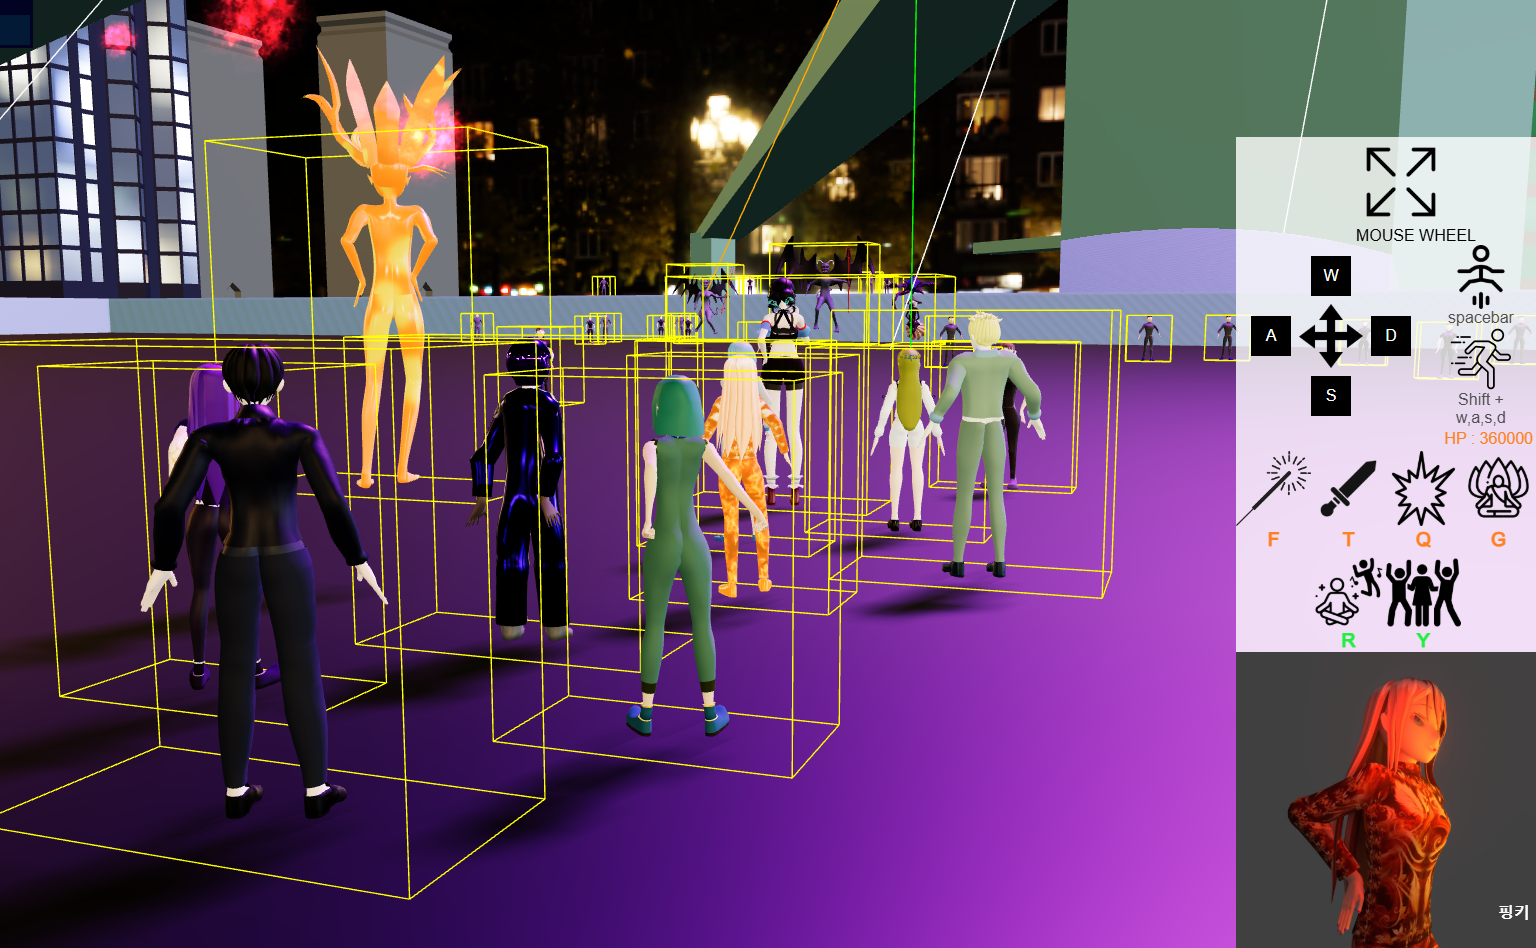 MOUSE WHEEL
W
A
D
S
spacebar
Shift +
w,a,s,d
HP : 360000
F
T
Q
G
R
Y
핑키